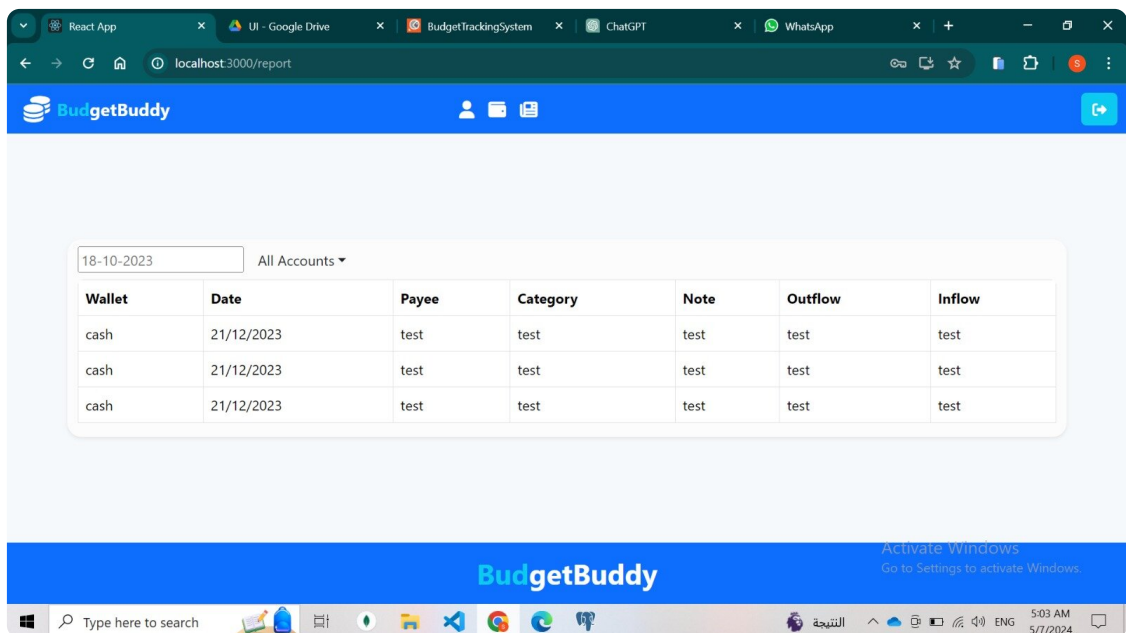 React App
UI - Google Drive
BudgetTrackingSystem
ChatGPT
WhatsApp
localhost:3000/report
S
BudgetBuddy
18-10-2023
All Accounts
Wallet Date Payee Category Note Outflow Inflow
cash 21/12/2023 test test test test test
cash 21/12/2023 test test test test test
cash 21/12/2023 test test test test test
Activate Windows
Go to Settings to activate Windows.
BudgetBuddy
Type here to search
النتيجة
ENG
5:03 AM
5/7/2024